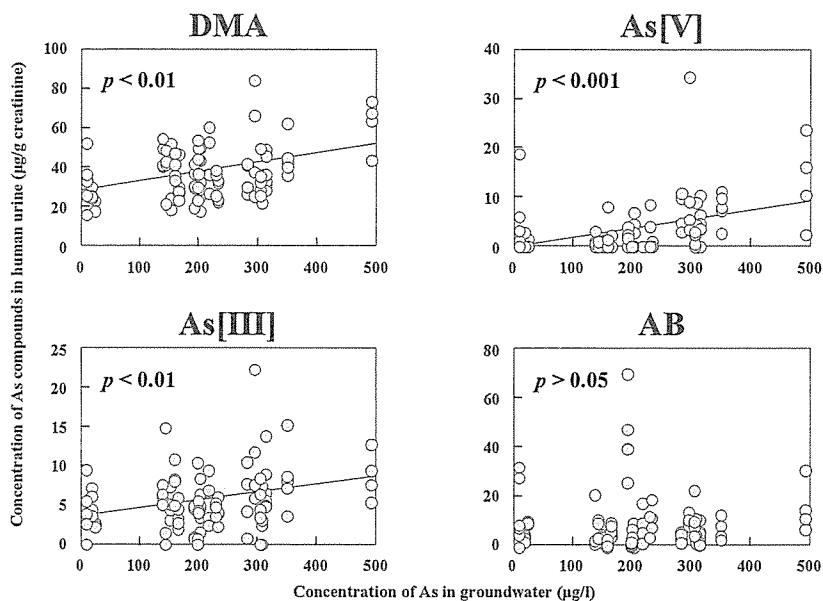 DMA
As[V]
100
80
60
40
20
0
p < 0.01
0 100 200 300 400 500
40
30
20
10
0
p < 0.001
0 100 200 300 400 500
As[III]
AB
25
20
15
10
5
0
p < 0.01
0 100 200 300 400 500
80
60
40
20
0
p > 0.05
0 100 200 300 400 500
Concentration of As compounds in human urine (µg/g creatinine)
Concentration of As in groundwater (µg/l)